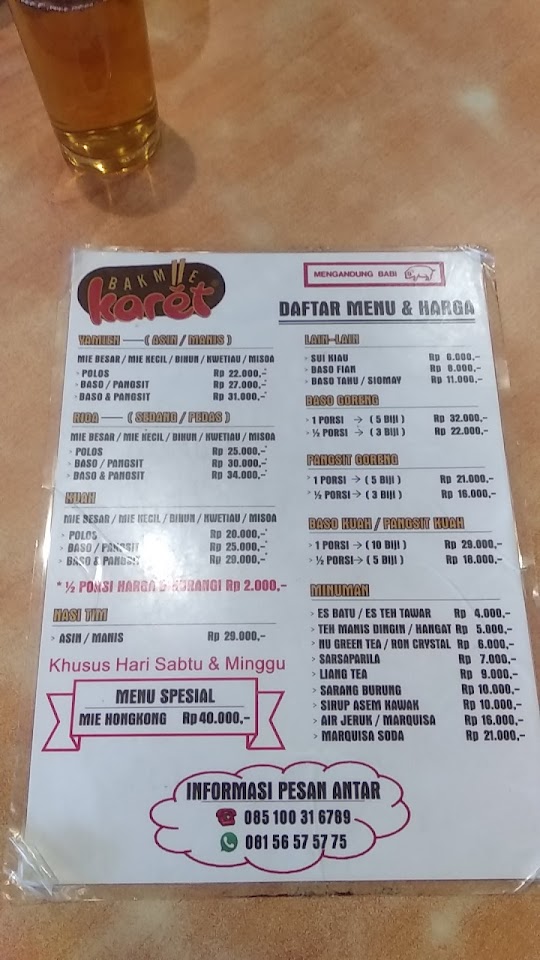 BAKMIE
karet
MENGANDUNG BABI
DAFTAR MENU & HARGA
YAMIEN —— ( ASIN / MANIS )
MIE BESAR / MIE KECIL / BIHUN / KWETIAU / MISOA
> POLOS Rp 22.000,-*
> BASO / PANGSIT Rp 27.000,-*
> BASO & PANGSIT Rp 31.000,-*
RICA —— ( SEDANG / PEDAS )
MIE BESAR / MIE KECIL / BIHUN / KWETIAU / MISOA
> POLOS Rp 25.000,-*
> BASO / PANGSIT Rp 30.000,-*
> BASO & PANGSIT Rp 34.000,-*
KUAH
MIE BESAR / MIE KECIL / BIHUN / KWETIAU / MISOA
> POLOS Rp 20.000,-*
> BASO / PANGSIT Rp 25.000,-*
> BASO & PANGSIT Rp 29.000,-*
* ½ PORSI HARGA DIKURANGI Rp 2.000,-
NASI TIM
> ASIN / MANIS Rp 29.000,-
Khusus Hari Sabtu & Minggu
MENU SPESIAL
MIE HONGKONG Rp 40.000,-
LAIN-LAIN
> SUI KIAU Rp 6.000,-
> BASO FIAN Rp 8.000,-
> BASO TAHU / SIOMAY Rp 11.000,-
BASO GORENG
> 1 PORSI → ( 5 BIJI ) Rp 32.000,-
> ½ PORSI → ( 3 BIJI ) Rp 22.000,-
PANGSIT GORENG
> 1 PORSI → ( 5 BIJI ) Rp 21.000,-
> ½ PORSI → ( 3 BIJI ) Rp 16.000,-
BASO KUAH / PANGSIT KUAH
> 1 PORSI → ( 10 BIJI ) Rp 29.000,-
> ½ PORSI → ( 5 BIJI ) Rp 18.000,-
MINUMAN
> ES BATU / ES TEH TAWAR Rp 4.000,-
> TEH MANIS DINGIN / HANGAT Rp 5.000,-
> NU GREEN TEA / RON CRYSTAL Rp 6.000,-
> SARSAPARILA Rp 7.000,-
> LIANG TEA Rp 9.000,-
> SARANG BURUNG Rp 10.000,-
> SIRUP ASEM KAWAK Rp 10.000,-
> AIR JERUK / MARQUISA Rp 16.000,-
> MARQUISA SODA Rp 21.000,-
INFORMASI PESAN ANTAR
085 100 31 6789
081 56 57 57 75